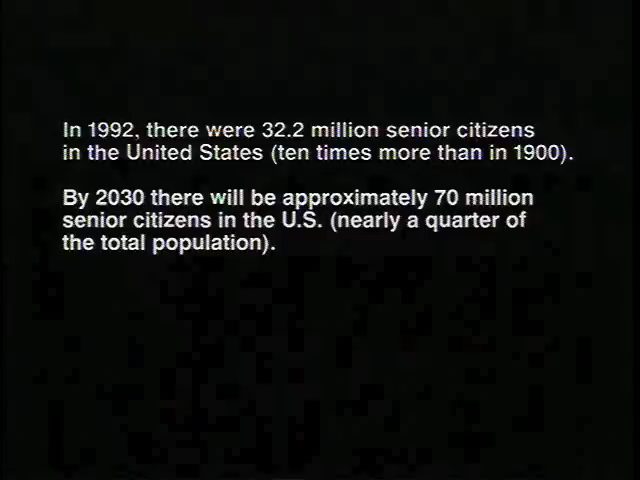 In 1992, there were 32.2 million senior citizens
in the United States (ten times more than in 1900).
By 2030 there will be approximately 70 million
senior citizens in the U.S. (nearly a quarter of
the total population).